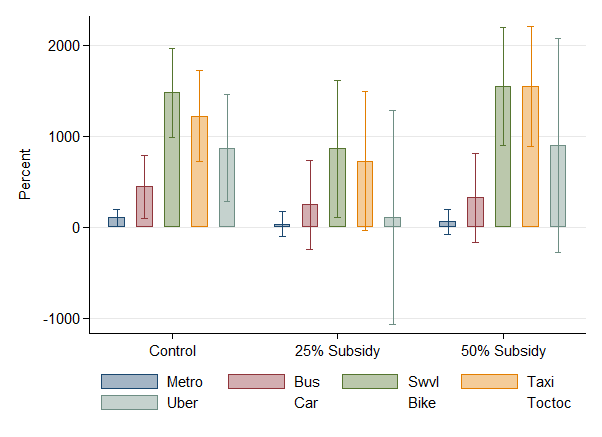 2000
1000
0
-1000
Percent
Control 25% Subsidy 50% Subsidy
Metro Bus Swvl Taxi
Uber Car Bike Toctoc